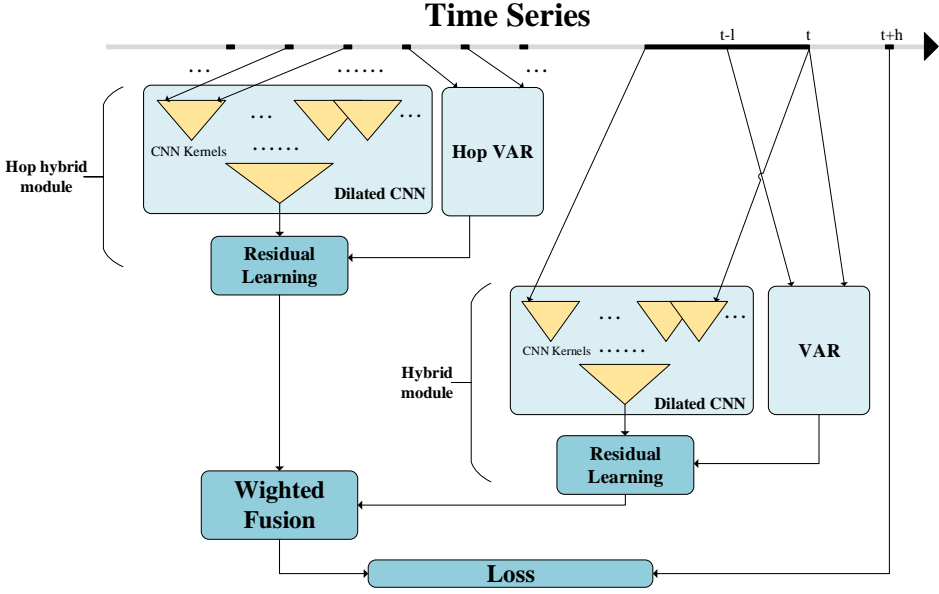 Time Series
t-l
t
t+h
... ...... ...
CNN Kernels
...
...
......
Dilated CNN
Hop VAR
Hop hybrid
module
Residual
Learning
CNN Kernels
...
...
......
Dilated CNN
VAR
Hybrid
module
Residual
Learning
Wighted
Fusion
Loss